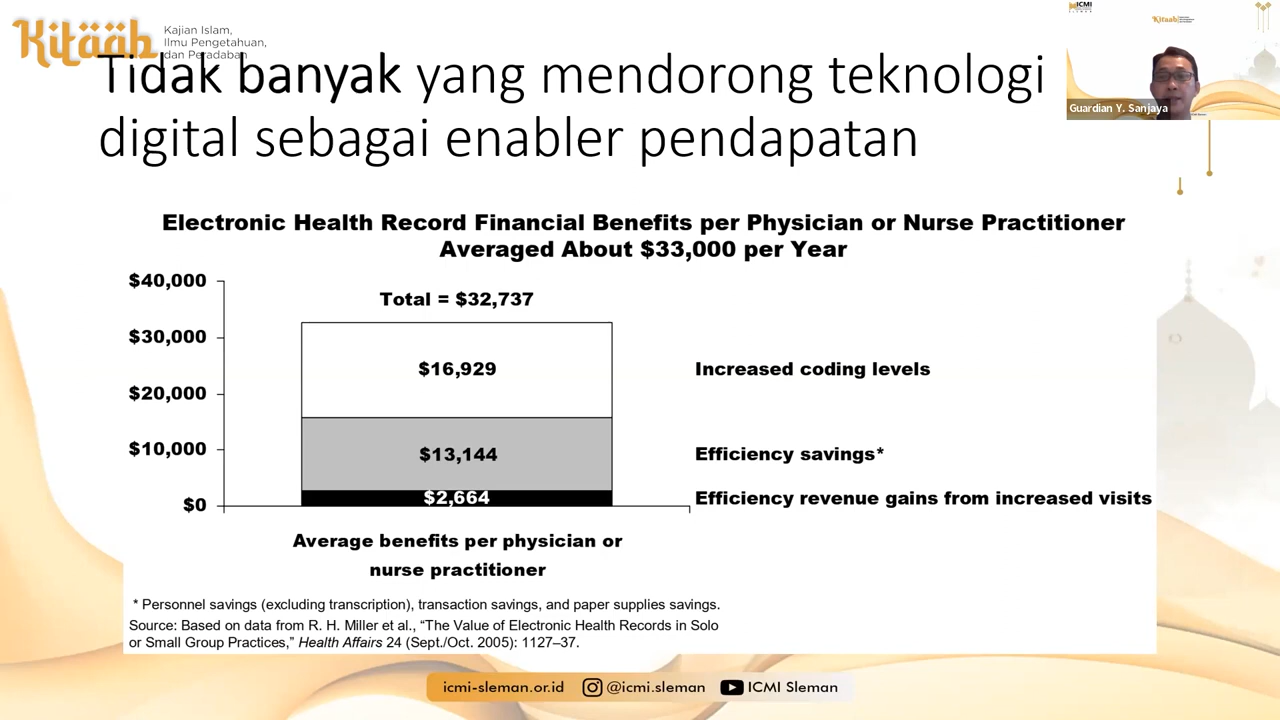 Kitaab
Kajian Islam,
Ilmu Pengetahuan,
dan Peradaban
ICMI
Kitaab
Guardian Y. Sanjaya
Tidak banyak yang mendorong teknologi
digital sebagai enabler pendapatan
Electronic Health Record Financial Benefits per Physician or Nurse Practitioner
Averaged About $33,000 per Year
$40,000
$30,000
$20,000
$10,000
$0
Total = $32,737
$16,929
$13,144
$2,664
Increased coding levels
Efficiency savings*
Efficiency revenue gains from increased visits
Average benefits per physician or
nurse practitioner
* Personnel savings (excluding transcription), transaction savings, and paper supplies savings.
Source: Based on data from R. H. Miller et al., “The Value of Electronic Health Records in Solo
or Small Group Practices,” Health Affairs 24 (Sept./Oct. 2005): 1127–37.
icmi-sleman.or.id
@icmi.sleman
ICMI Sleman